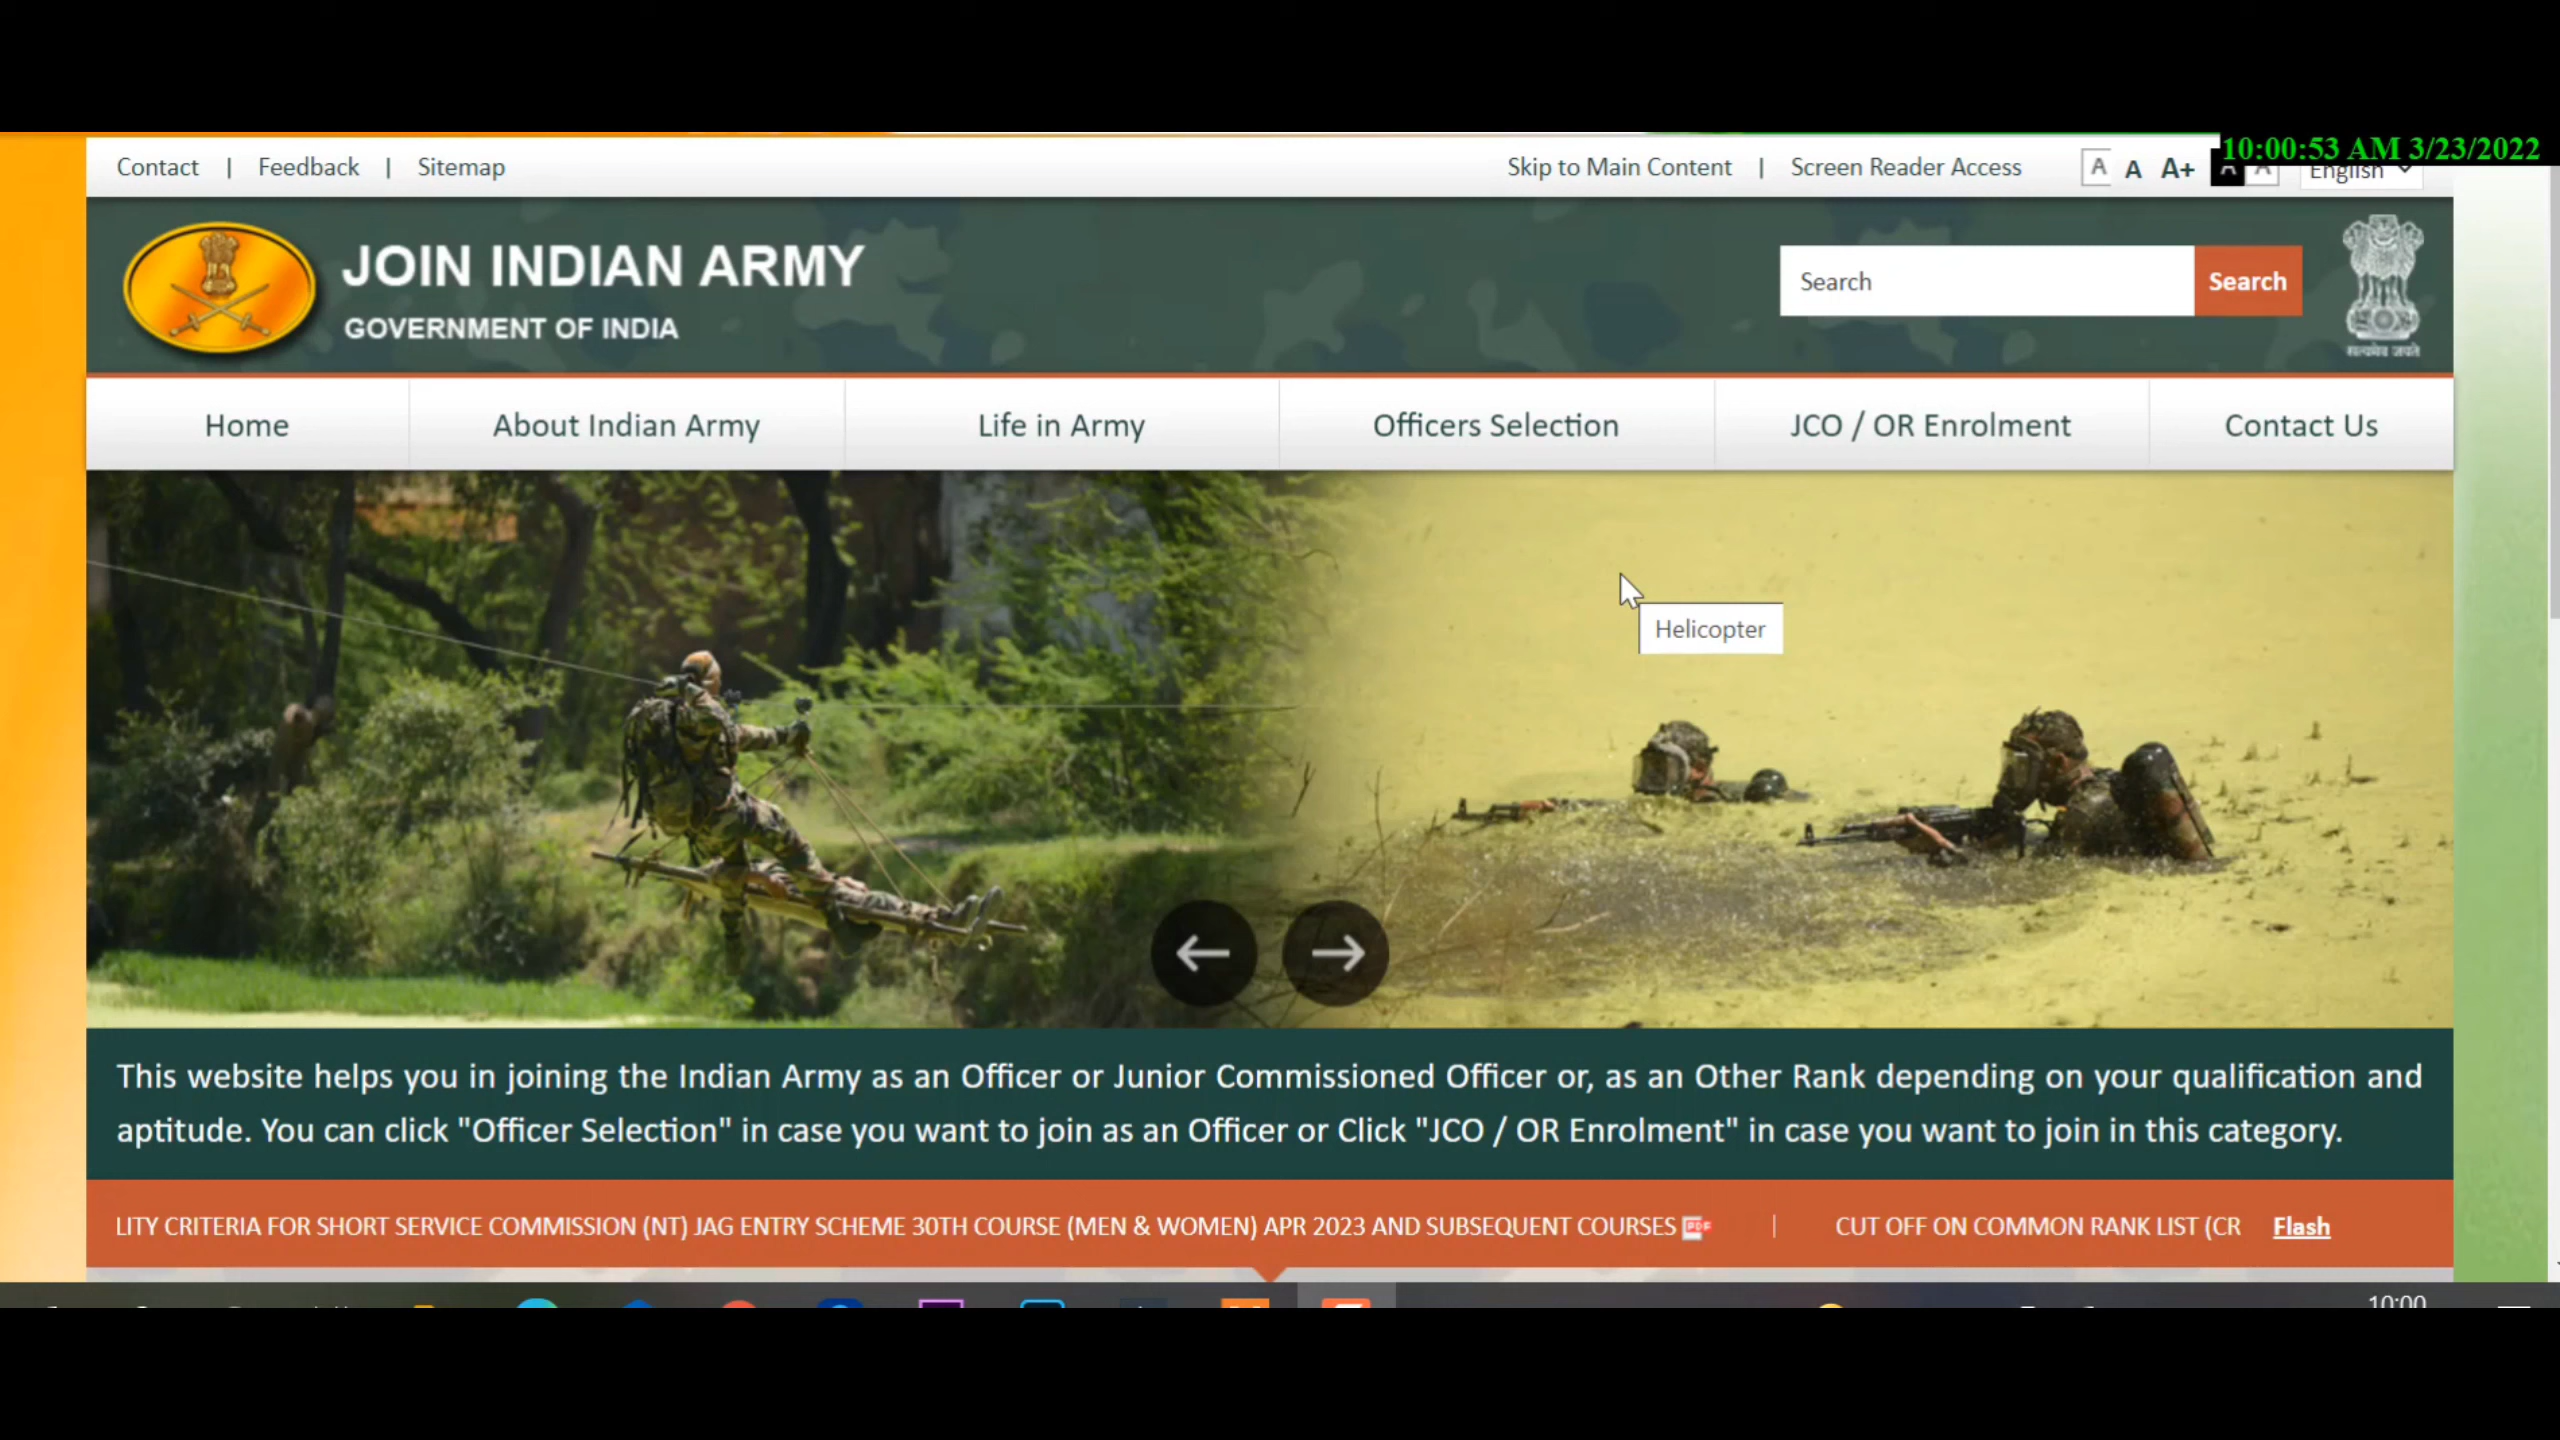 10:00:53 AM 3/23/2022
Contact | Feedback | Sitemap
Skip to Main Content | Screen Reader Access
A A A+ A A English
JOIN INDIAN ARMY
GOVERNMENT OF INDIA
Search Search
सत्यमेव जयते
Home About Indian Army Life in Army Officers Selection JCO / OR Enrolment Contact Us
Helicopter
This website helps you in joining the Indian Army as an Officer or Junior Commissioned Officer or, as an Other Rank depending on your qualification and
aptitude. You can click "Officer Selection" in case you want to join as an Officer or Click "JCO / OR Enrolment" in case you want to join in this category.
LITY CRITERIA FOR SHORT SERVICE COMMISSION (NT) JAG ENTRY SCHEME 30TH COURSE (MEN & WOMEN) APR 2023 AND SUBSEQUENT COURSES PDF | CUT OFF ON COMMON RANK LIST (CR Flash
10:00